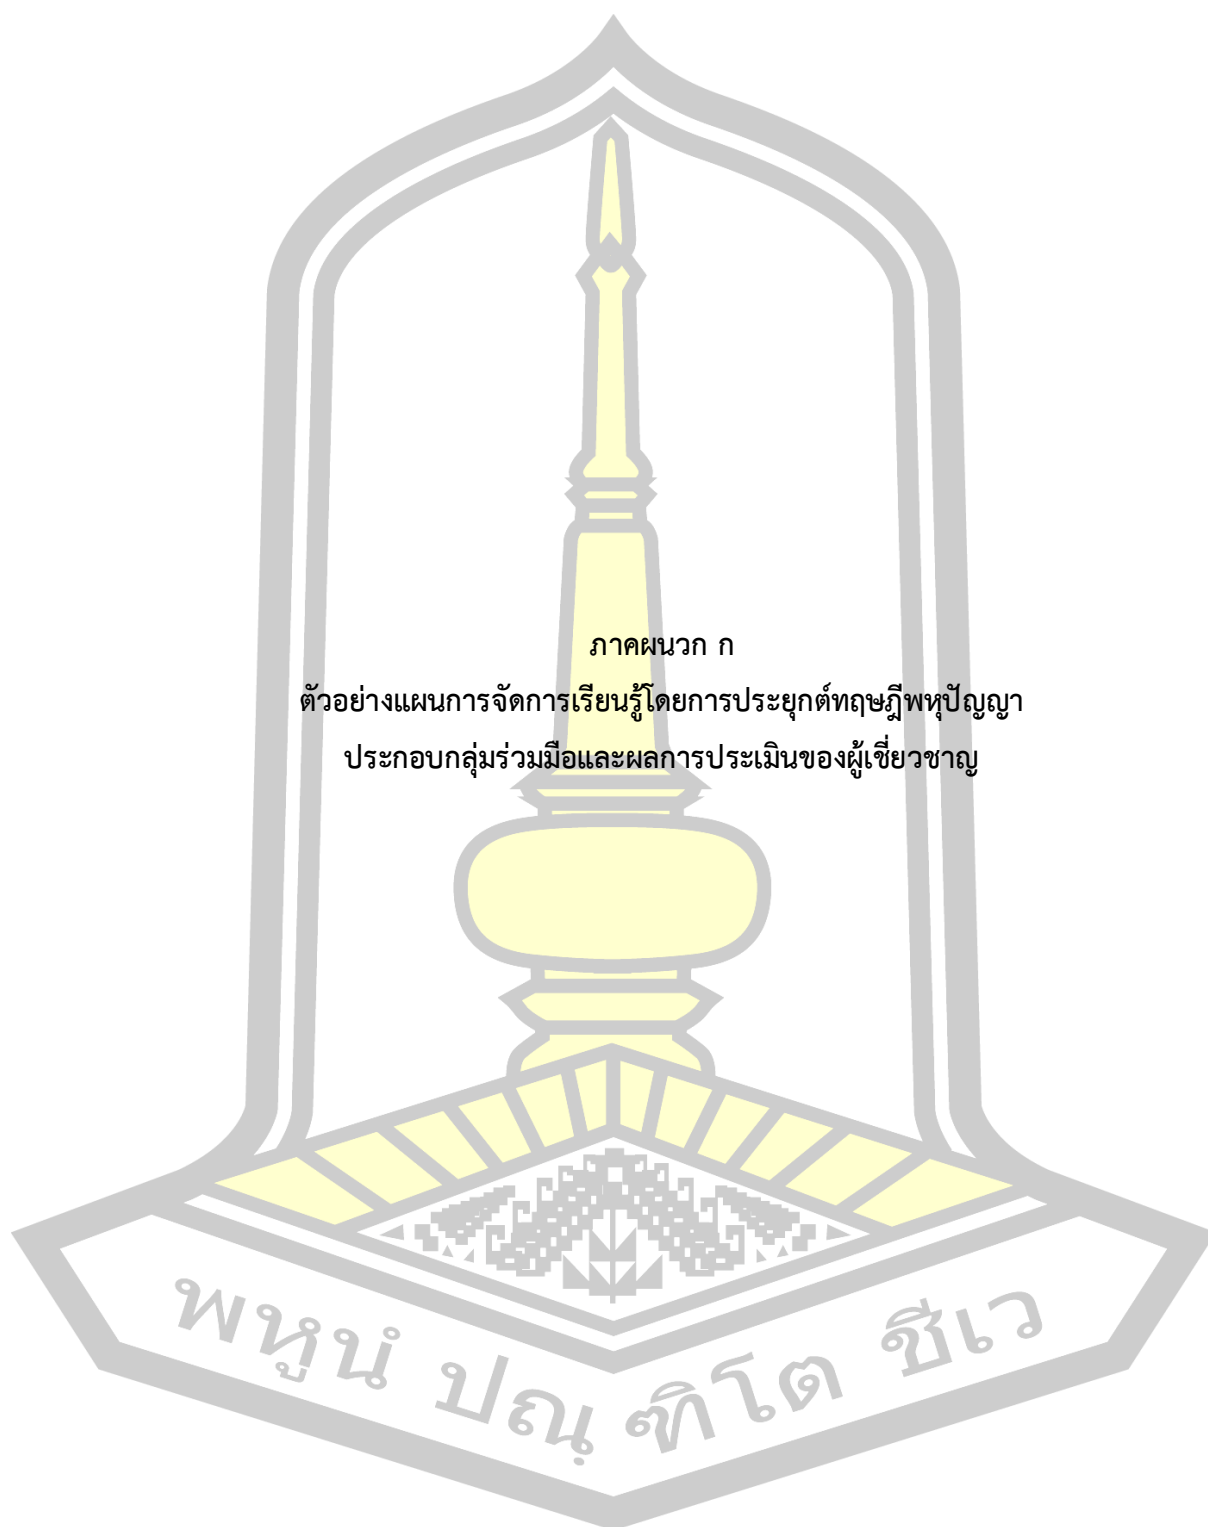 ภาคผนวก ก
ตัวอย่างแผนการจัดการเรียนรู้โดยการประยุกต์ทฤษฎีพหุปัญญา
ประกอบกลุ่มร่วมมือและผลการประเมินของผู้เชี่ยวชาญ
พหูนํ ปณฺฑิโต ชีเว